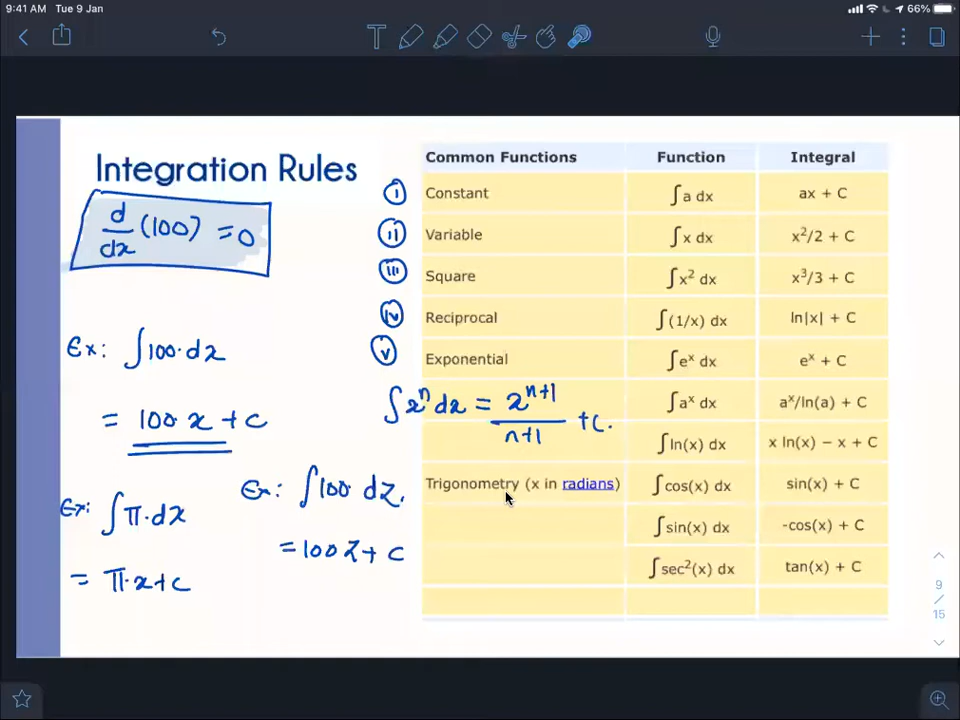 9:41 AM Tue 9 Jan
66%
Integration Rules
d/dx (100) = 0
Ex: ∫100·dx
= 100 x + c
Ex: ∫π·dx
= π·x + c
Ex: ∫100 dz,
= 100 z + c
Common Functions Function Integral
(i) Constant ∫a dx ax + C
(ii) Variable ∫x dx x²/2 + C
(iii) Square ∫x² dx x³/3 + C
(iv) Reciprocal ∫(1/x) dx ln|x| + C
(v) Exponential ∫eˣ dx eˣ + C
∫aˣ dx aˣ/ln(a) + C
∫xⁿ dx = xⁿ⁺¹/n+1 + c.
∫ln(x) dx x ln(x) − x + C
Trigonometry (x in radians) ∫cos(x) dx sin(x) + C
∫sin(x) dx -cos(x) + C
∫sec²(x) dx tan(x) + C
9
/
15